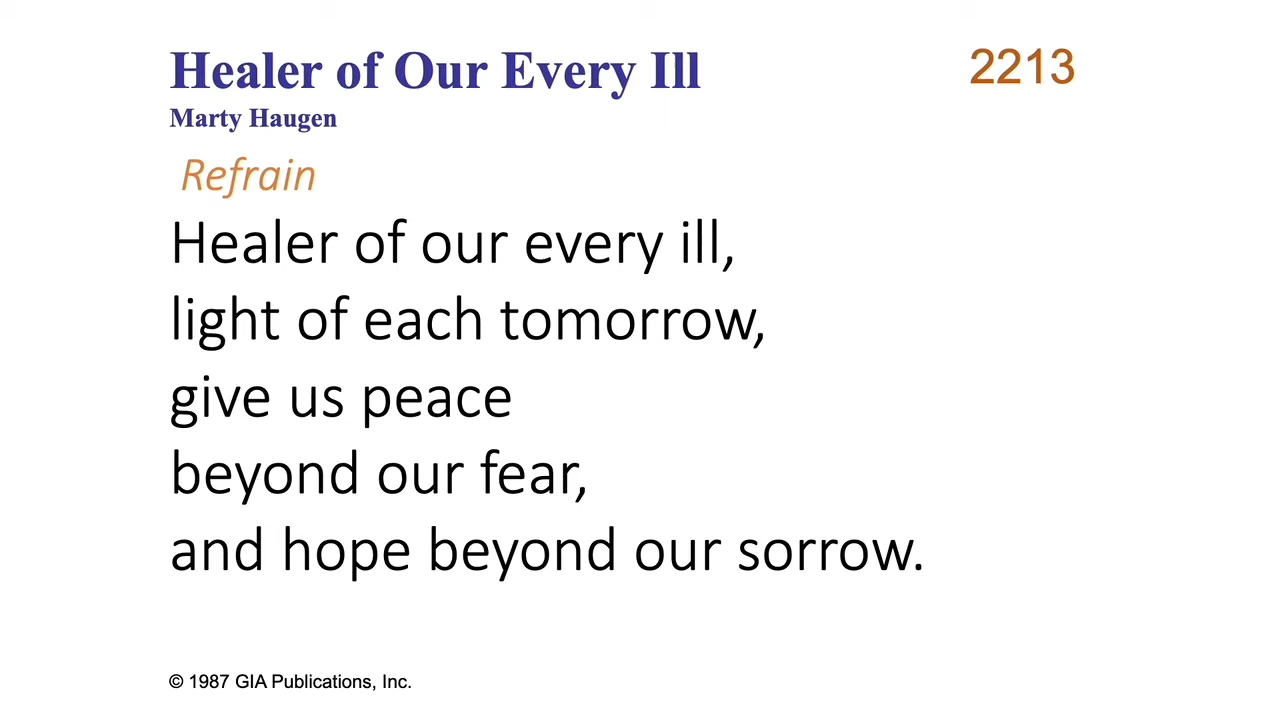 Healer of Our Every Ill
2213
Marty Haugen
Refrain
Healer of our every ill,
light of each tomorrow,
give us peace
beyond our fear,
and hope beyond our sorrow.
© 1987 GIA Publications, Inc.